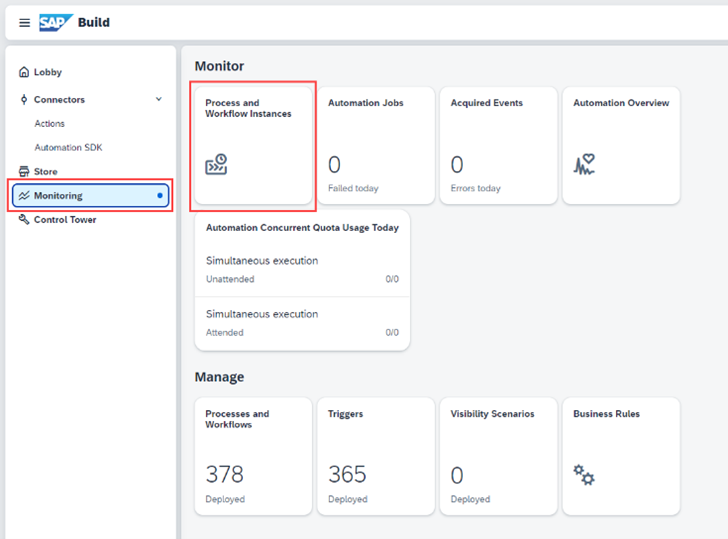 SAP Build
Lobby
Connectors
Actions
Automation SDK
Store
Monitoring
Control Tower
Monitor
Process and
Workflow Instances
Automation Jobs
0
Failed today
Acquired Events
0
Errors today
Automation Overview
Automation Concurrent Quota Usage Today
Simultaneous execution
Unattended 0/0
Simultaneous execution
Attended 0/0
Manage
Processes and
Workflows
378
Deployed
Triggers
365
Deployed
Visibility Scenarios
0
Deployed
Business Rules